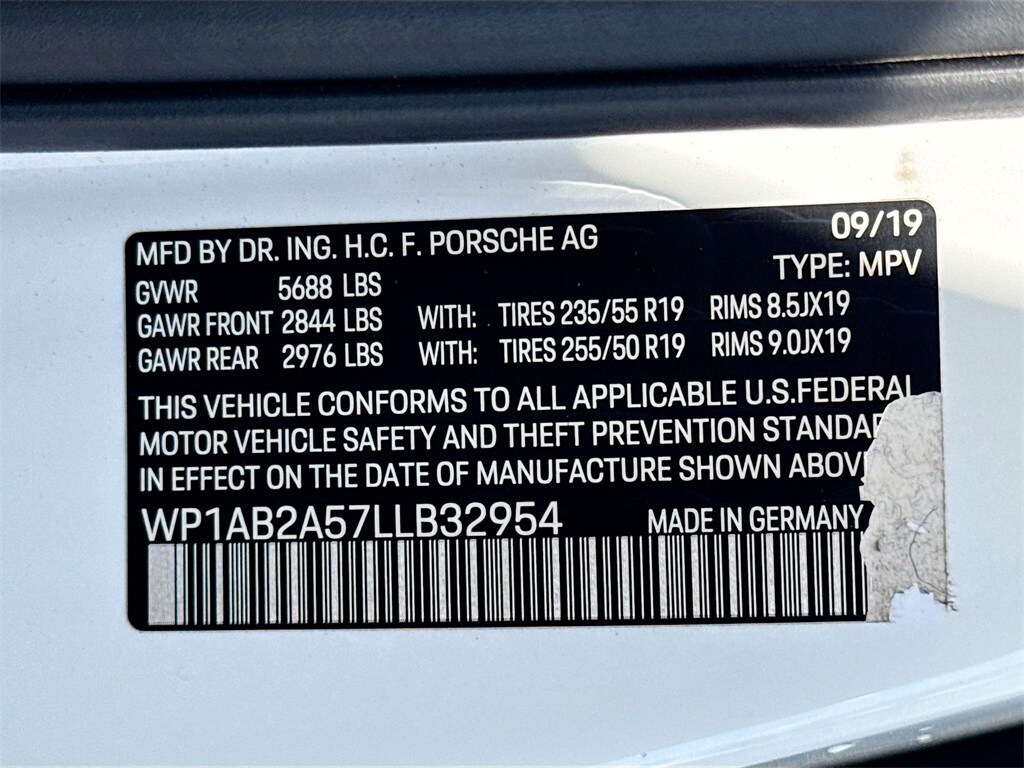 MFD BY DR. ING. H.C. F. PORSCHE AG 09/19
TYPE: MPV
GVWR 5688 LBS
GAWR FRONT 2844 LBS WITH: TIRES 235/55 R19 RIMS 8.5JX19
GAWR REAR 2976 LBS WITH: TIRES 255/50 R19 RIMS 9.0JX19
THIS VEHICLE CONFORMS TO ALL APPLICABLE U.S.FEDERAL
MOTOR VEHICLE SAFETY AND THEFT PREVENTION STANDAR
IN EFFECT ON THE DATE OF MANUFACTURE SHOWN ABOVE
WP1AB2A57LLB32954 MADE IN GERMANY